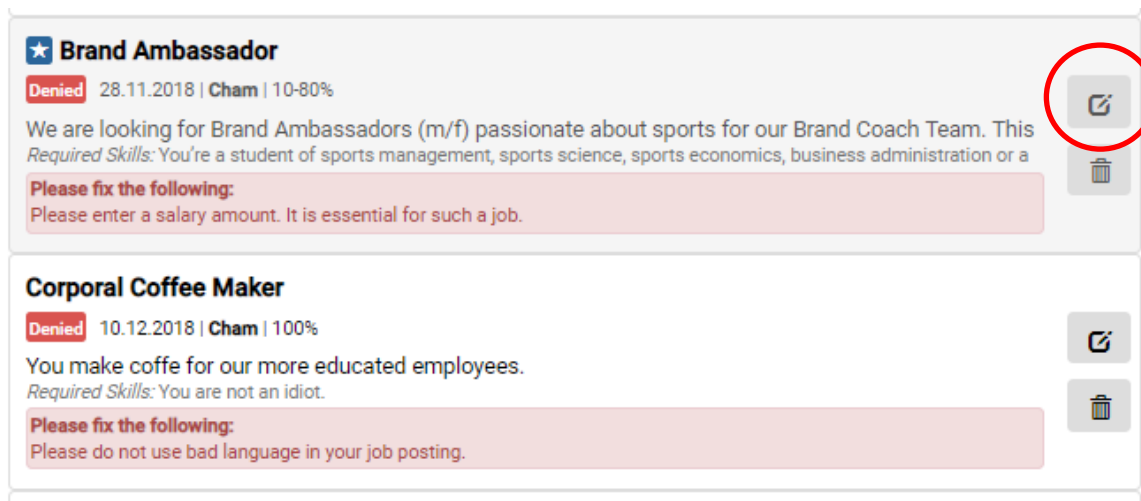 Brand Ambassador
Denied 28.11.2018 | Cham | 10-80%
We are looking for Brand Ambassadors (m/f) passionate about sports for our Brand Coach Team. This
Required Skills: You're a student of sports management, sports science, sports economics, business administration or a
Please fix the following:
Please enter a salary amount. It is essential for such a job.
Corporal Coffee Maker
Denied 10.12.2018 | Cham | 100%
You make coffe for our more educated employees.
Required Skills: You are not an idiot.
Please fix the following:
Please do not use bad language in your job posting.